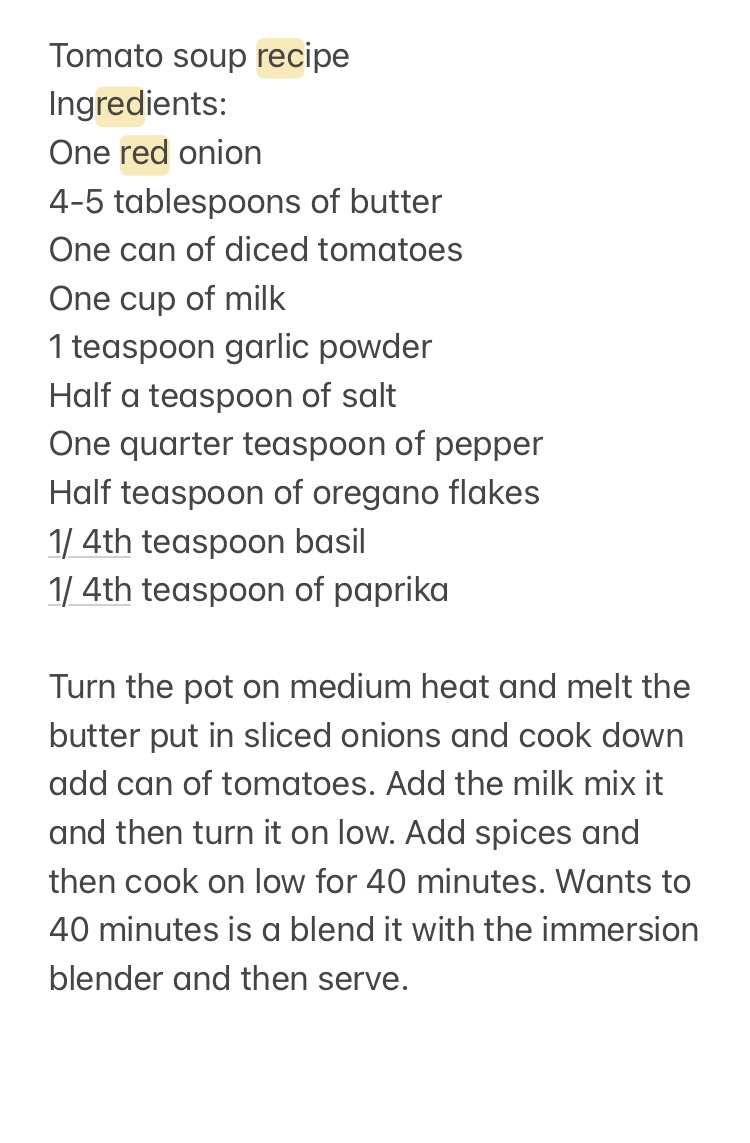 Tomato soup recipe
Ingredients:
One red onion
4-5 tablespoons of butter
One can of diced tomatoes
One cup of milk
1 teaspoon garlic powder
Half a teaspoon of salt
One quarter teaspoon of pepper
Half teaspoon of oregano flakes
1/ 4th teaspoon basil
1/ 4th teaspoon of paprika
Turn the pot on medium heat and melt the
butter put in sliced onions and cook down
add can of tomatoes. Add the milk mix it
and then turn it on low. Add spices and
then cook on low for 40 minutes. Wants to
40 minutes is a blend it with the immersion
blender and then serve.